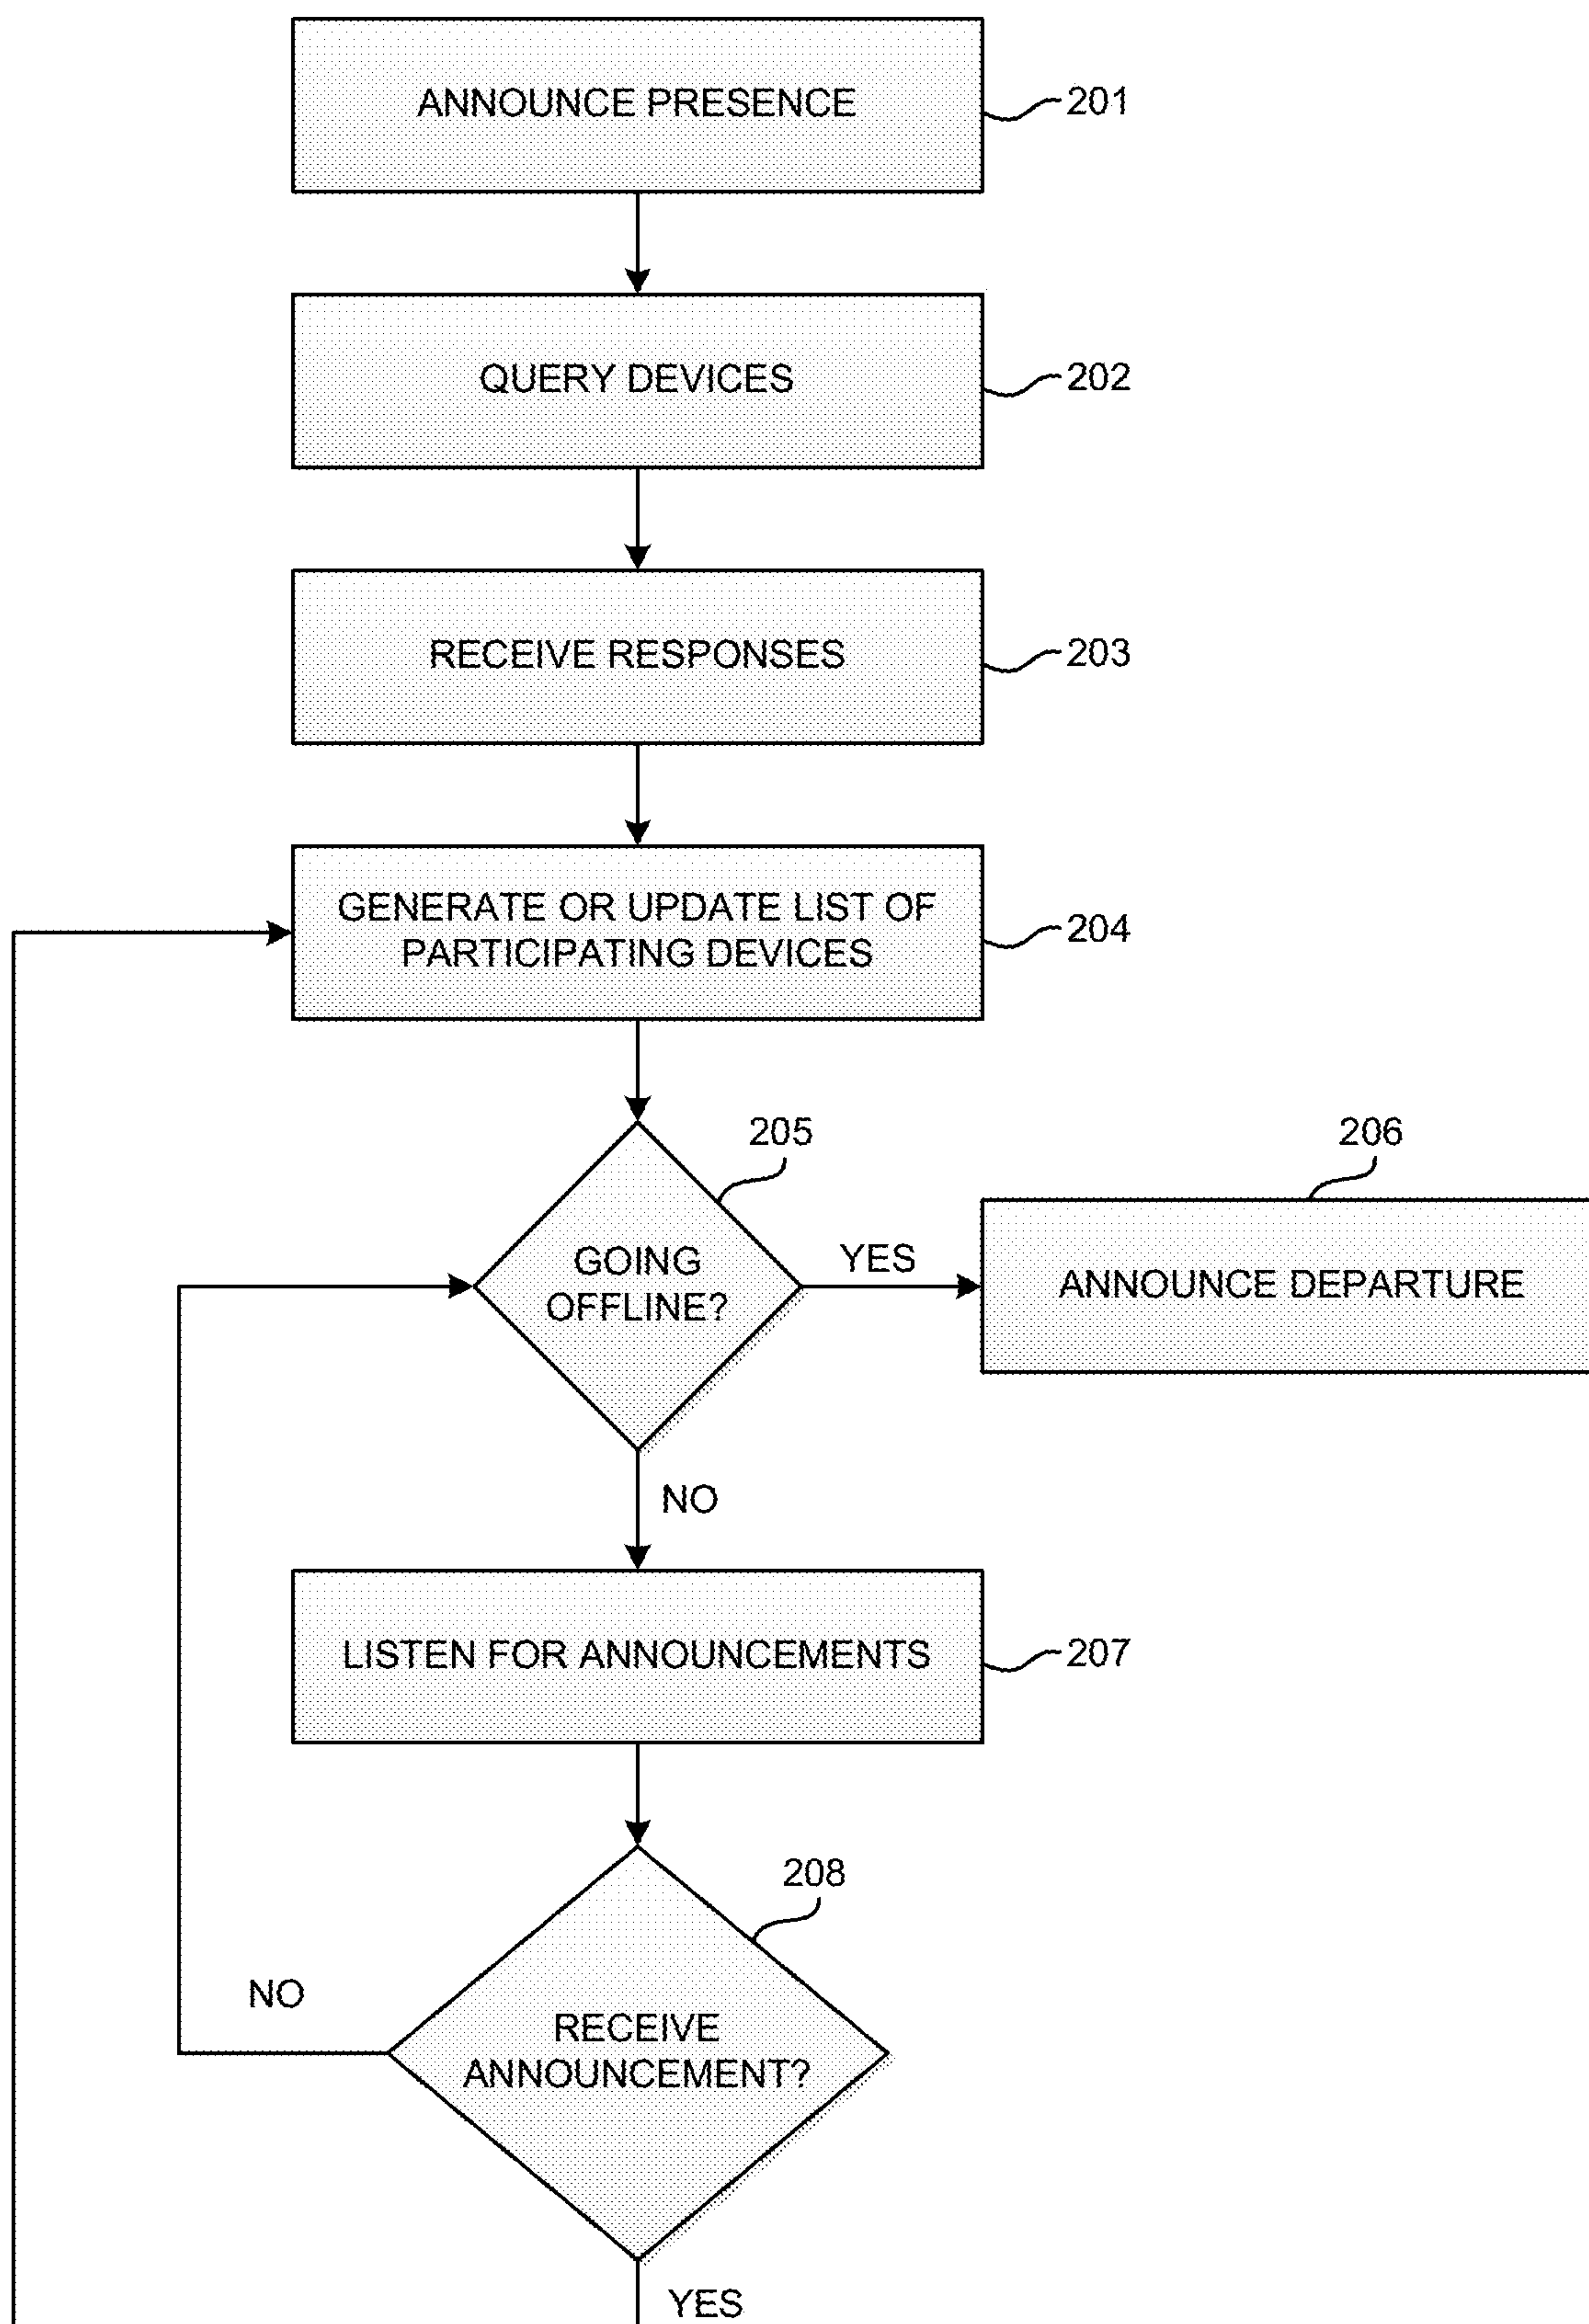 ANNOUNCE PRESENCE
201
QUERY DEVICES
202
RECEIVE RESPONSES
203
GENERATE OR UPDATE LIST OF
PARTICIPATING DEVICES
204
205
206
GOING
OFFLINE?
YES
ANNOUNCE DEPARTURE
NO
LISTEN FOR ANNOUNCEMENTS
207
208
NO
RECEIVE
ANNOUNCEMENT?
YES